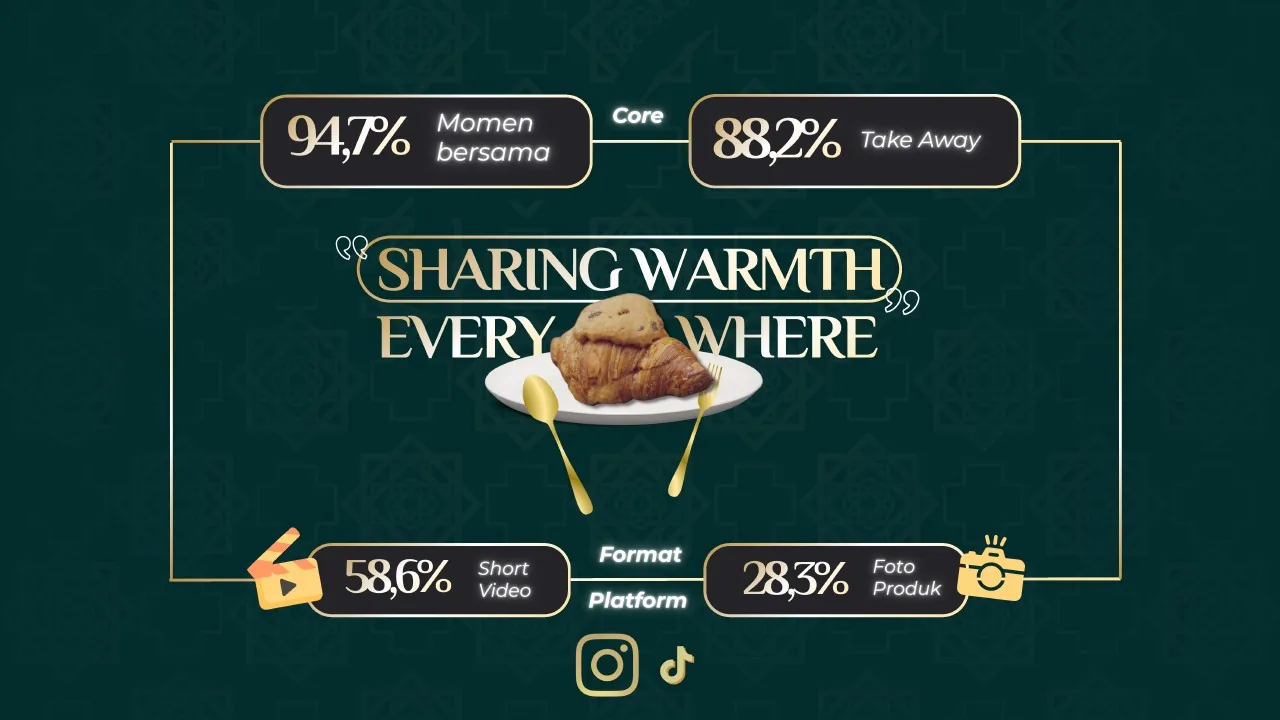 94,7%
Momen
bersama
Core
88,2%
Take Away
“SHARING WARMTH”
EVERY WHERE
58,6%
Short
Video
Format
Platform
28,3%
Foto
Produk